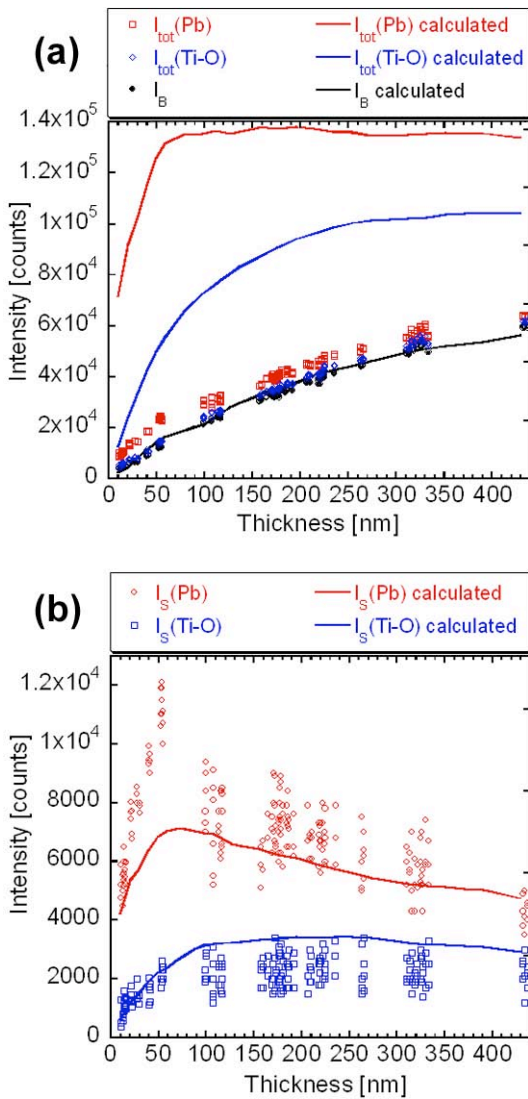 (a)
I_tot(Pb) I_tot(Pb) calculated
I_tot(Ti-O) I_tot(Ti-O) calculated
I_B I_B calculated
1.4x10^5
1.2x10^5
1x10^5
8x10^4
6x10^4
4x10^4
2x10^4
0
Intensity [counts]
0 50 100 150 200 250 300 350 400
Thickness [nm]
(b)
I_S(Pb) I_S(Pb) calculated
I_S(Ti-O) I_S(Ti-O) calculated
1.2x10^4
1x10^4
8000
6000
4000
2000
0
Intensity [counts]
0 50 100 150 200 250 300 350 400
Thickness [nm]